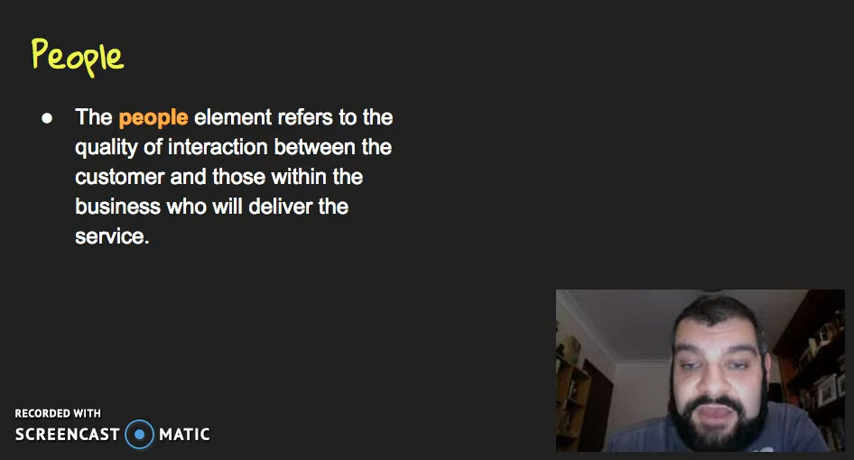 People
● The people element refers to the
quality of interaction between the
customer and those within the
business who will deliver the
service.
RECORDED WITH
SCREENCAST MATIC